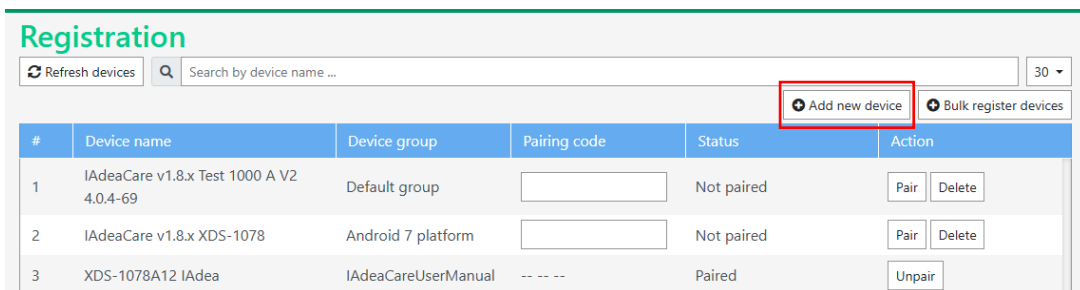 Registration
Refresh devices Search by device name ... 30
Add new device Bulk register devices
# Device name Device group Pairing code Status Action
1 IAdeaCare v1.8.x Test 1000 A V2 4.0.4-69 Default group Not paired Pair Delete
2 IAdeaCare v1.8.x XDS-1078 Android 7 platform Not paired Pair Delete
3 XDS-1078A12 IAdea IAdeaCareUserManual -- -- -- Paired Unpair